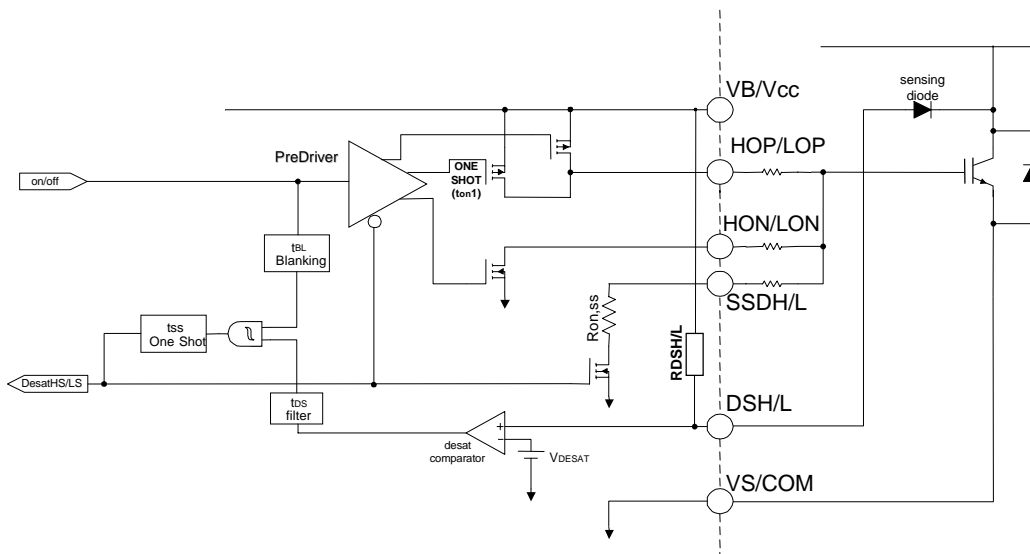 sensing
diode
VB/Vcc
HOP/LOP
PreDriver
ONE
SHOT
(ton1)
on/off
HON/LON
tBL
Blanking
SSDH/L
Ron,ss
tss
One Shot
RDSH/L
DesatHS/LS
tDS
filter
DSH/L
+
-
desat
comparator
VDESAT
VS/COM